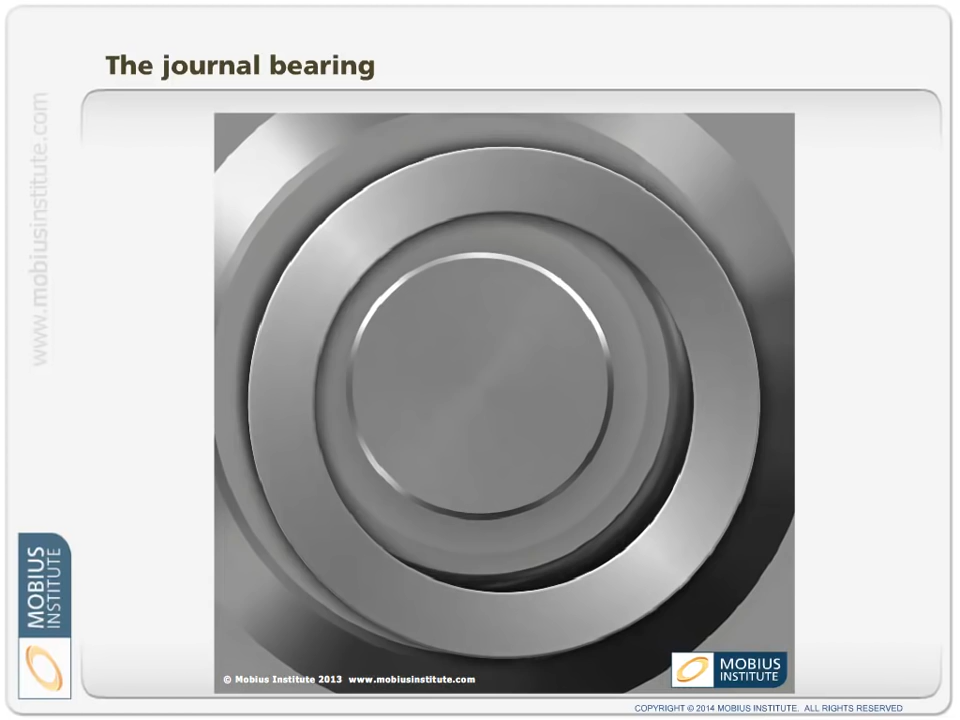 The journal bearing
www.mobiusinstitute.com
MOBIUS
INSTITUTE
© Mobius Institute 2013 www.mobiusinstitute.com
MOBIUS
INSTITUTE
COPYRIGHT © 2014 MOBIUS INSTITUTE. ALL RIGHTS RESERVED